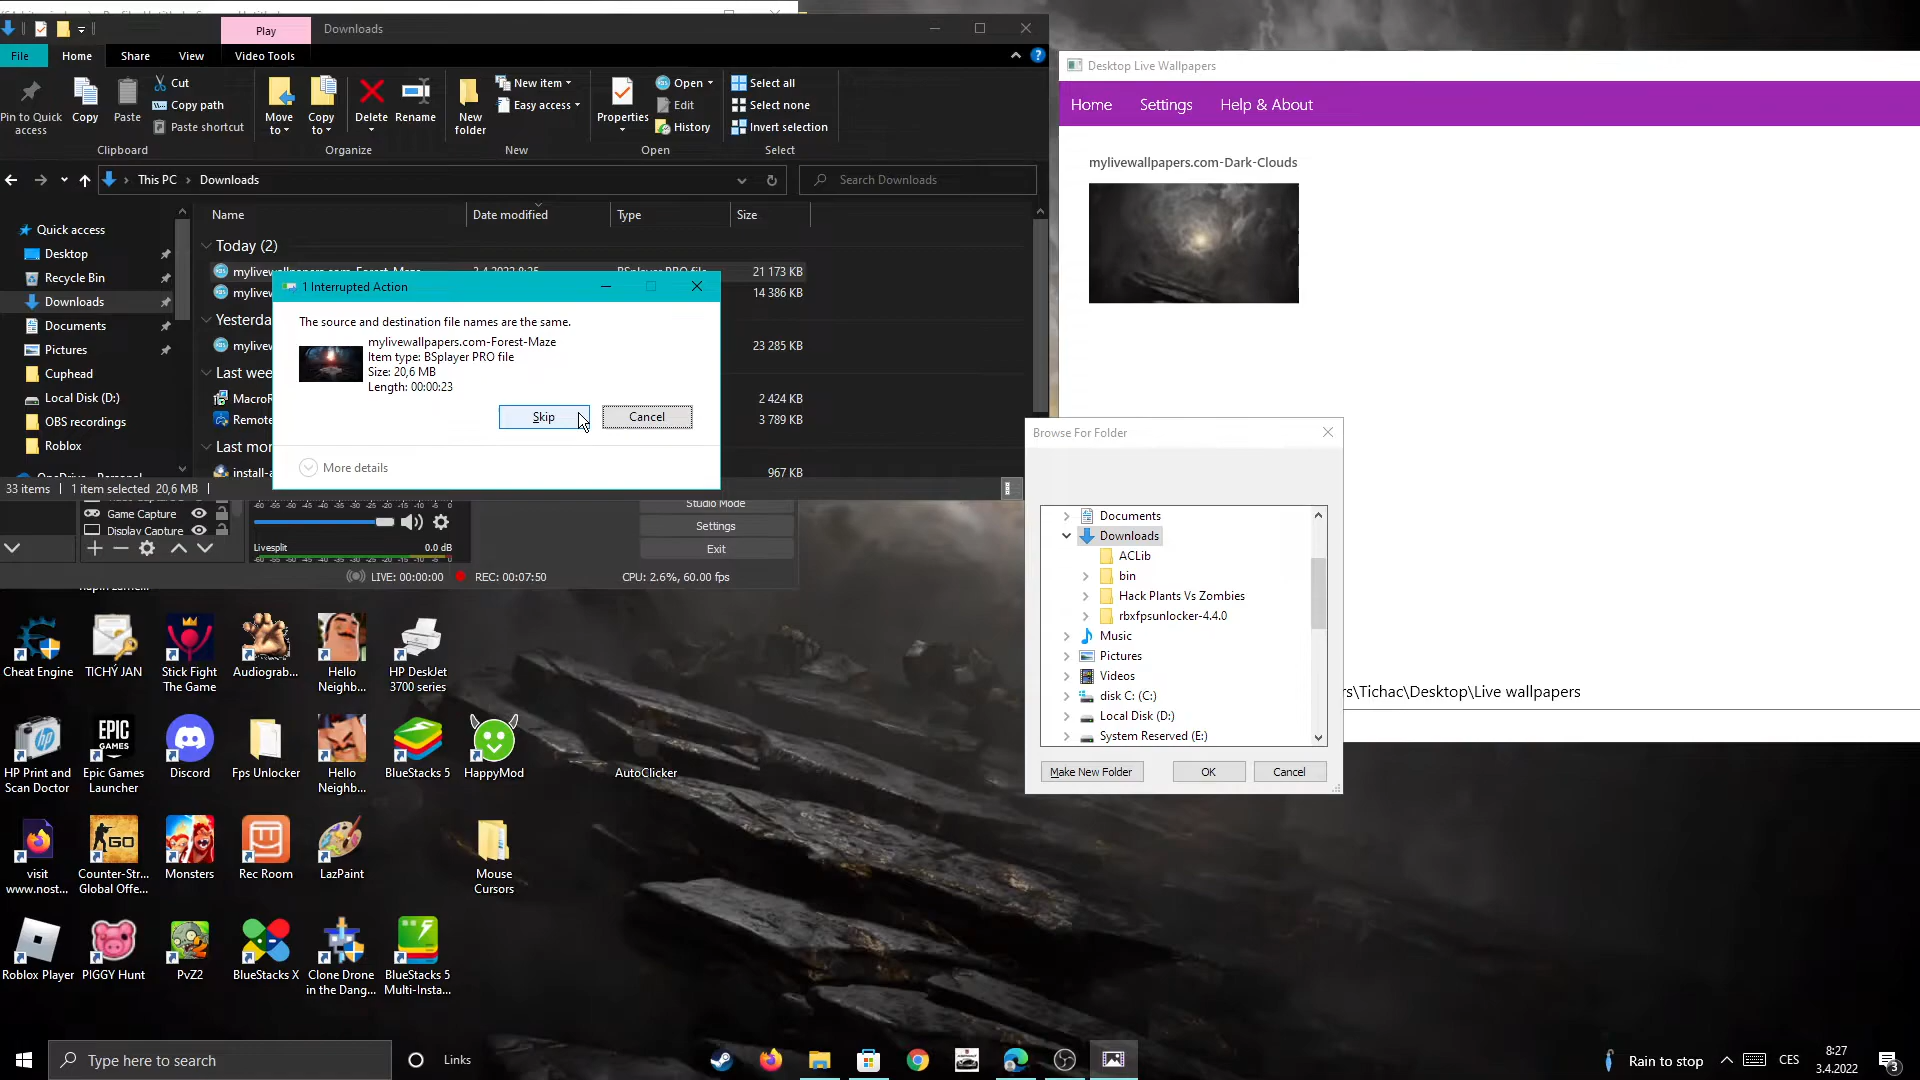 Play
Downloads
File
Home
Share
View
Video Tools
Pin to Quick
access
Copy
Paste
Cut
Copy path
Paste shortcut
Clipboard
Move
to
Copy
to
Delete
Rename
Organize
New
folder
New item
Easy access
New
Properties
Open
Edit
History
Open
Select all
Select none
Invert selection
Select
This PC
Downloads
Search Downloads
Name
Date modified
Type
Size
Quick access
Desktop
Recycle Bin
Downloads
Documents
Pictures
Cuphead
Local Disk (D:)
OBS recordings
Roblox
Today (2)
21 173 KB
14 386 KB
Yesterda
23 285 KB
Last wee
MacroR
2 424 KB
Remote
3 789 KB
Last mor
install-a
967 KB
33 items
1 item selected 20,6 MB
1 Interrupted Action
The source and destination file names are the same.
mylivewallpapers.com-Forest-Maze
Item type: BSplayer PRO file
Size: 20,6 MB
Length: 00:00:23
Skip
Cancel
More details
Game Capture
Display Capture
Livesplit
0.0 dB
Studio Mode
Settings
Exit
LIVE: 00:00:00
REC: 00:07:50
CPU: 2.6%, 60.00 fps
Desktop Live Wallpapers
Home
Settings
Help & About
mylivewallpapers.com-Dark-Clouds
rs\Tichac\Desktop\Live wallpapers
Browse For Folder
Documents
Downloads
ACLib
bin
Hack Plants Vs Zombies
rbxfpsunlocker-4.4.0
Music
Pictures
Videos
disk C: (C:)
Local Disk (D:)
System Reserved (E:)
Make New Folder
OK
Cancel
Cheat Engine
TICHÝ JAN
Stick Fight
The Game
Audiograb...
Hello
Neighb...
HP DeskJet
3700 series
HP Print and
Scan Doctor
Epic Games
Launcher
Discord
Fps Unlocker
Hello
Neighb...
BlueStacks 5
HappyMod
AutoClicker
visit
www.nost...
Counter-Str...
Global Offe...
Monsters
Rec Room
LazPaint
Mouse
Cursors
Roblox Player
PIGGY Hunt
PvZ2
BlueStacks X
Clone Drone
in the Dang...
BlueStacks 5
Multi-Insta...
Type here to search
Links
Rain to stop
CES
8:27
3.4.2022
3